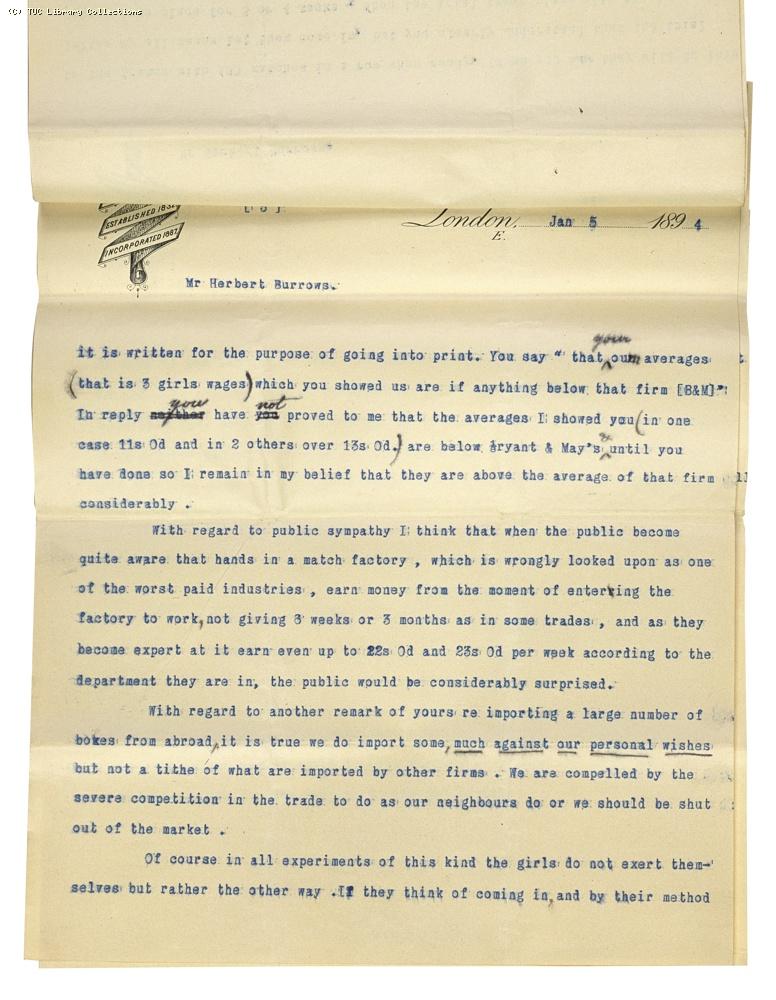 (C) TUC Library Collections
ESTABLISHED 1832
INCORPORATED 1887
London, Jan 5 1894
E.
Mr Herbert Burrows.
it is written for the purpose of going into print. You say " that your averages
(that is 3 girls wages) which you showed us are if anything below that firm [B&M]":
In reply you have not proved to me that the averages I showed you (in one
case 11s 0d and in 2 others over 13s 0d.) are below Bryant & May's & until you
have done so I remain in my belief that they are above the average of that firm
considerably .
With regard to public sympathy I think that when the public become
quite aware that hands in a match factory , which is wrongly looked upon as one
of the worst paid industries , earn money from the moment of entering the
factory to work, not giving 3 weeks or 3 months as in some trades , and as they
become expert at it earn even up to 22s 0d and 23s 0d per week according to the
department they are in, the public would be considerably surprised.
With regard to another remark of yours re importing a large number of
boxes from abroad, it is true we do import some, much against our personal wishes
but not a tithe of what are imported by other firms . We are compelled by the
severe competition in the trade to do as our neighbours do or we should be shut
out of the market .
Of course in all experiments of this kind the girls do not exert them-
selves but rather the other way .If they think of coming in, and by their method